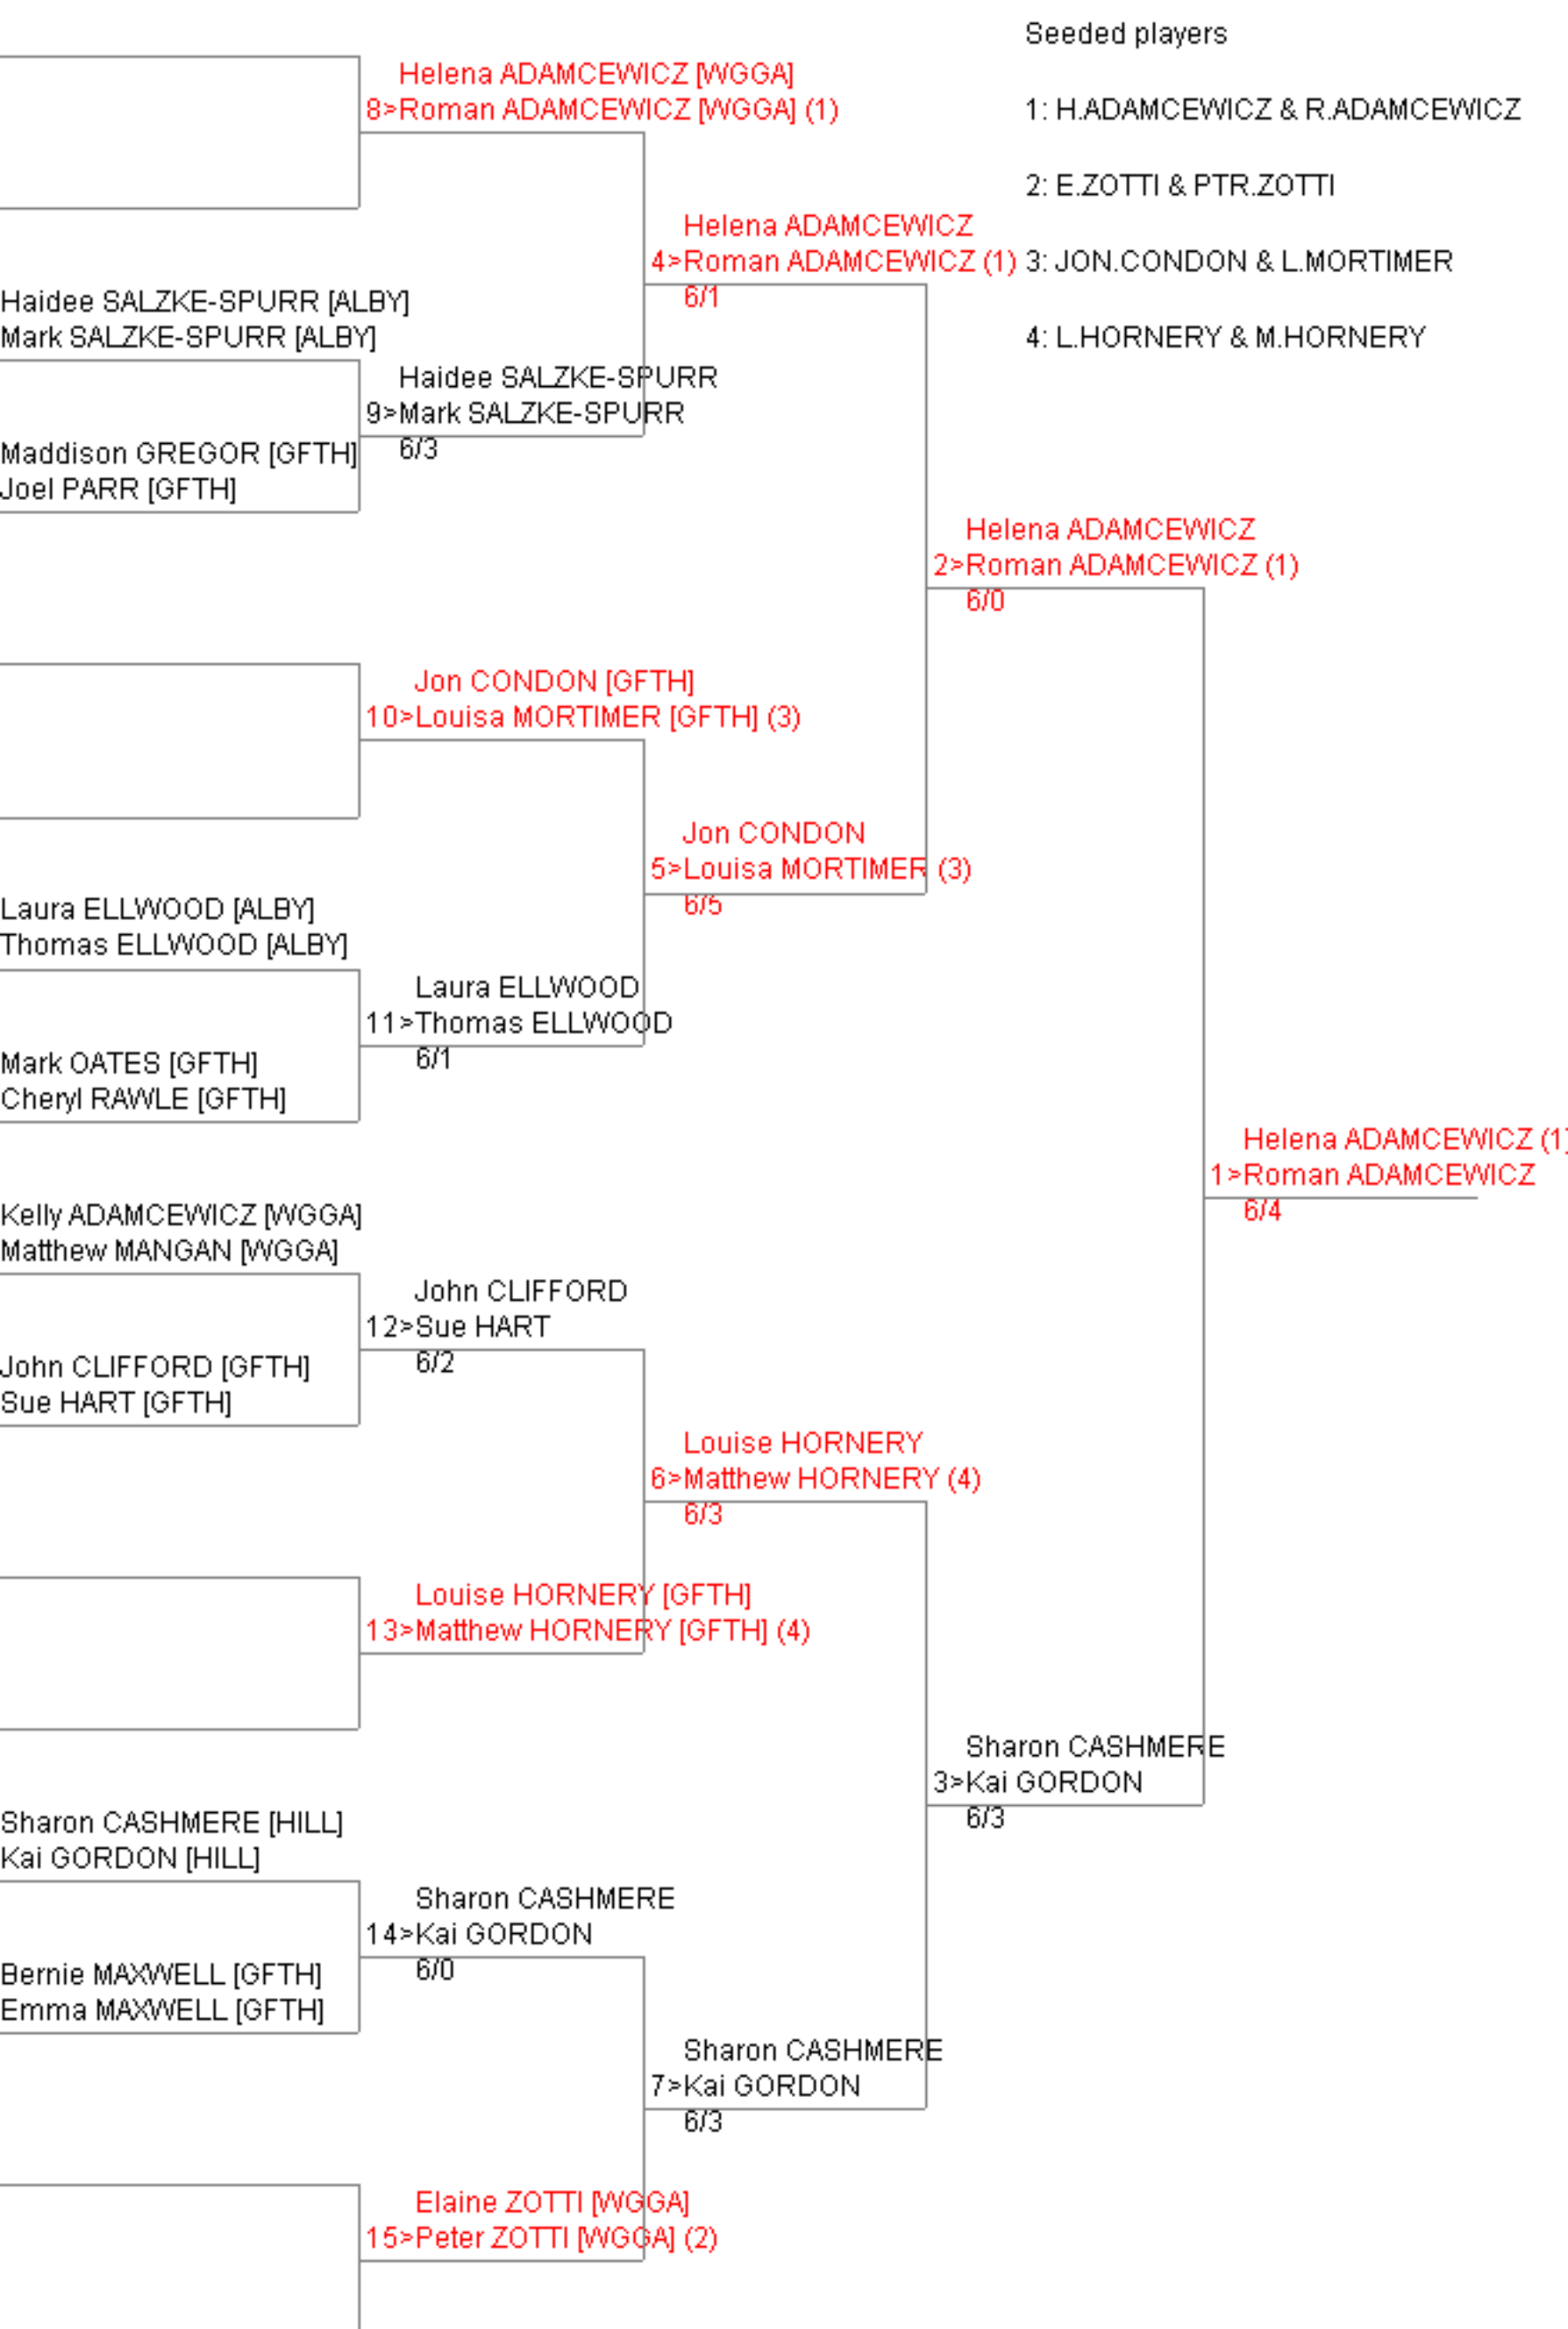 Seeded players
Helena ADAMCEWICZ [WGGA]
8>Roman ADAMCEWICZ [WGGA] (1)
1: H.ADAMCEWICZ & R.ADAMCEWICZ
2: E.ZOTTI & PTR.ZOTTI
Helena ADAMCEWICZ
4>Roman ADAMCEWICZ (1)
6/1
3: JON.CONDON & L.MORTIMER
4: L.HORNERY & M.HORNERY
Haidee SALZKE-SPURR [ALBY]
Mark SALZKE-SPURR [ALBY]
Haidee SALZKE-SPURR
9>Mark SALZKE-SPURR
6/3
Maddison GREGOR [GFTH]
Joel PARR [GFTH]
Helena ADAMCEWICZ
2>Roman ADAMCEWICZ (1)
6/0
Jon CONDON [GFTH]
10>Louisa MORTIMER [GFTH] (3)
Jon CONDON
5>Louisa MORTIMER (3)
6/5
Laura ELLWOOD [ALBY]
Thomas ELLWOOD [ALBY]
Laura ELLWOOD
11>Thomas ELLWOOD
6/1
Mark OATES [GFTH]
Cheryl RAWLE [GFTH]
Helena ADAMCEWICZ (1)
1>Roman ADAMCEWICZ
6/4
Kelly ADAMCEWICZ [WGGA]
Matthew MANGAN [WGGA]
John CLIFFORD
12>Sue HART
6/2
John CLIFFORD [GFTH]
Sue HART [GFTH]
Louise HORNERY
6>Matthew HORNERY (4)
6/3
Louise HORNERY [GFTH]
13>Matthew HORNERY [GFTH] (4)
Sharon CASHMERE
3>Kai GORDON
6/3
Sharon CASHMERE [HILL]
Kai GORDON [HILL]
Sharon CASHMERE
14>Kai GORDON
6/0
Bernie MAXWELL [GFTH]
Emma MAXWELL [GFTH]
Sharon CASHMERE
7>Kai GORDON
6/3
Elaine ZOTTI [WGGA]
15>Peter ZOTTI [WGGA] (2)